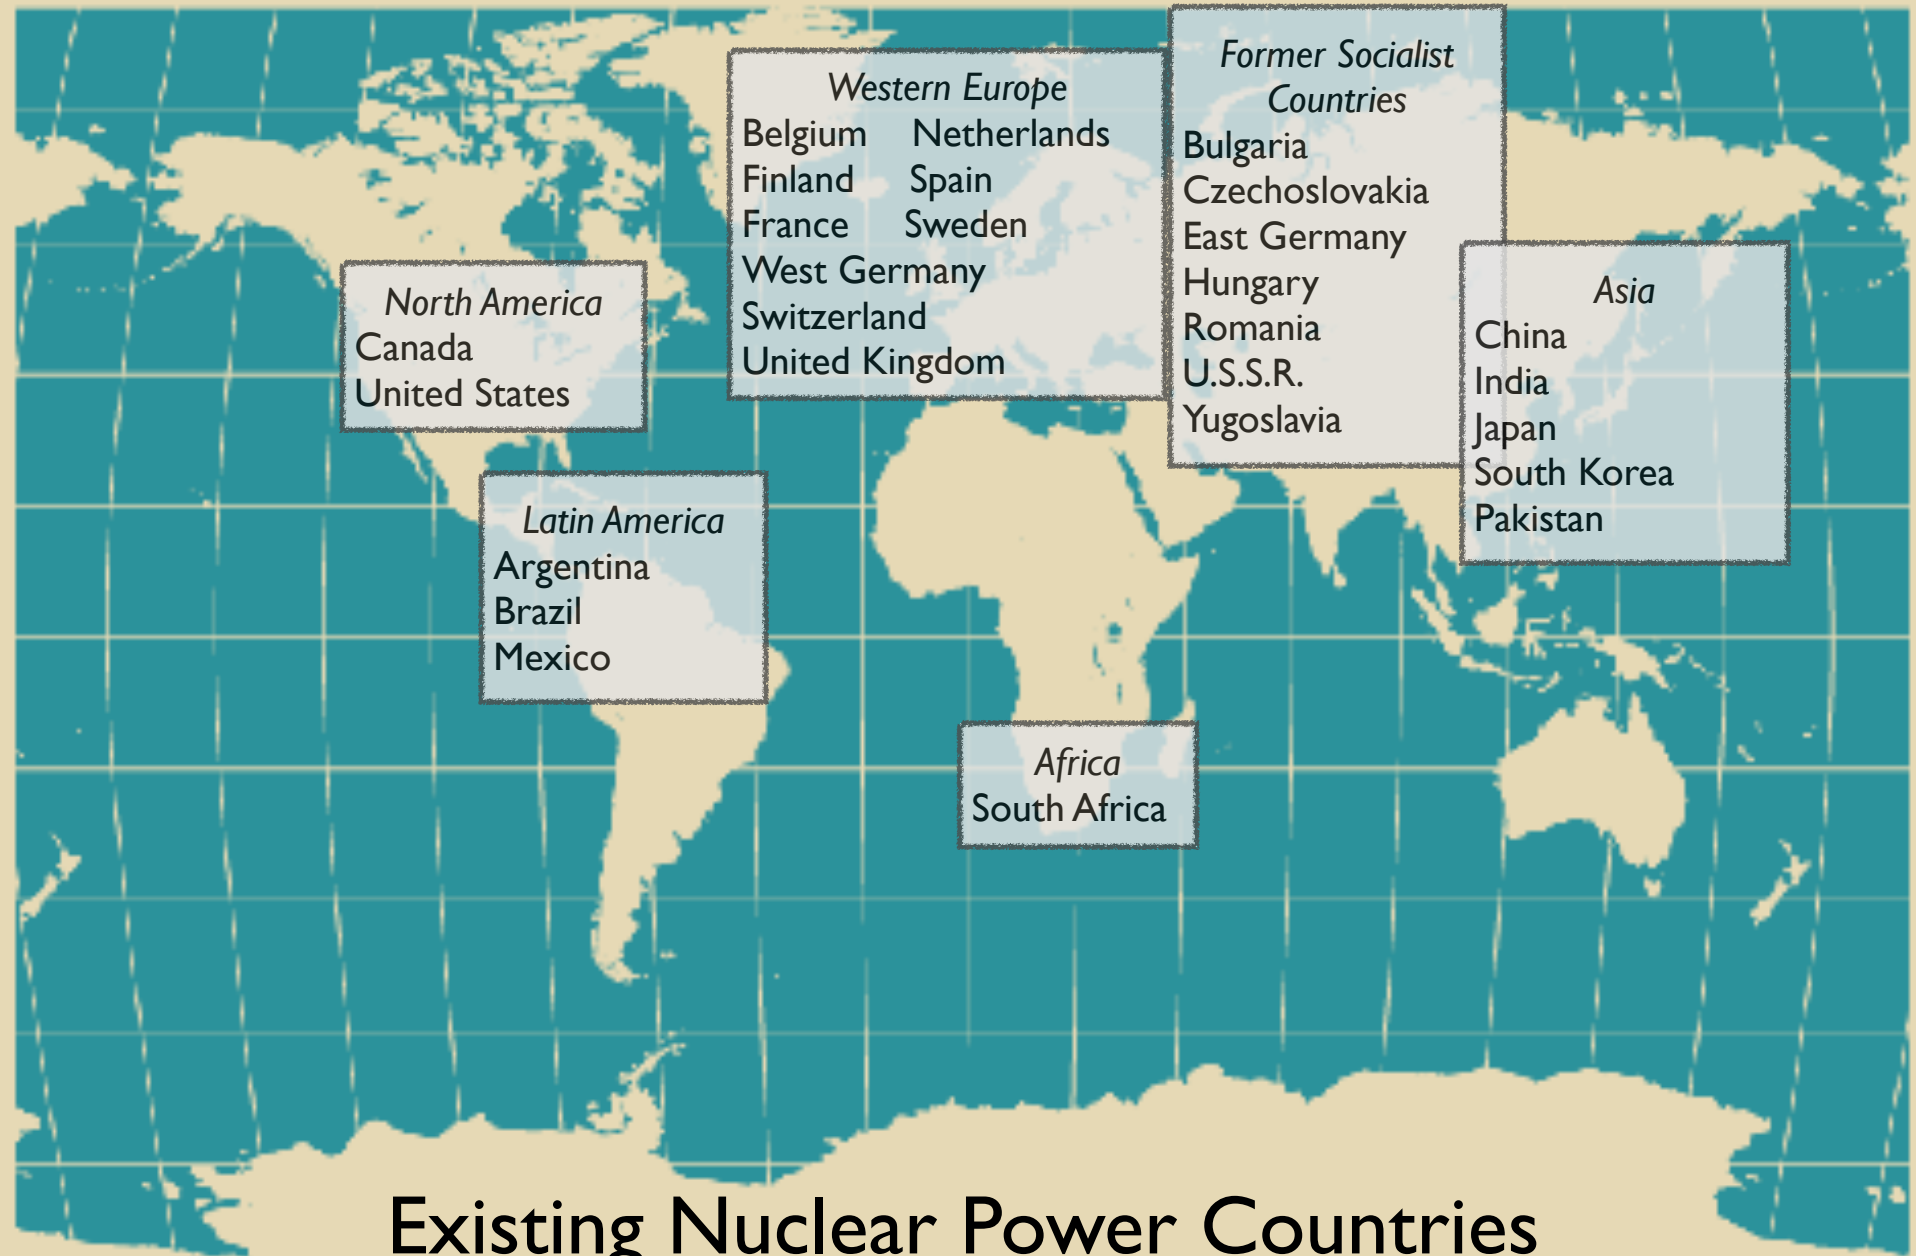 Western Europe
Belgium Netherlands
Finland Spain
France Sweden
West Germany
Switzerland
United Kingdom
Former Socialist
Countries
Bulgaria
Czechoslovakia
East Germany
Hungary
Romania
U.S.S.R.
Yugoslavia
North America
Canada
United States
Asia
China
India
Japan
South Korea
Pakistan
Latin America
Argentina
Brazil
Mexico
Africa
South Africa
Existing Nuclear Power Countries